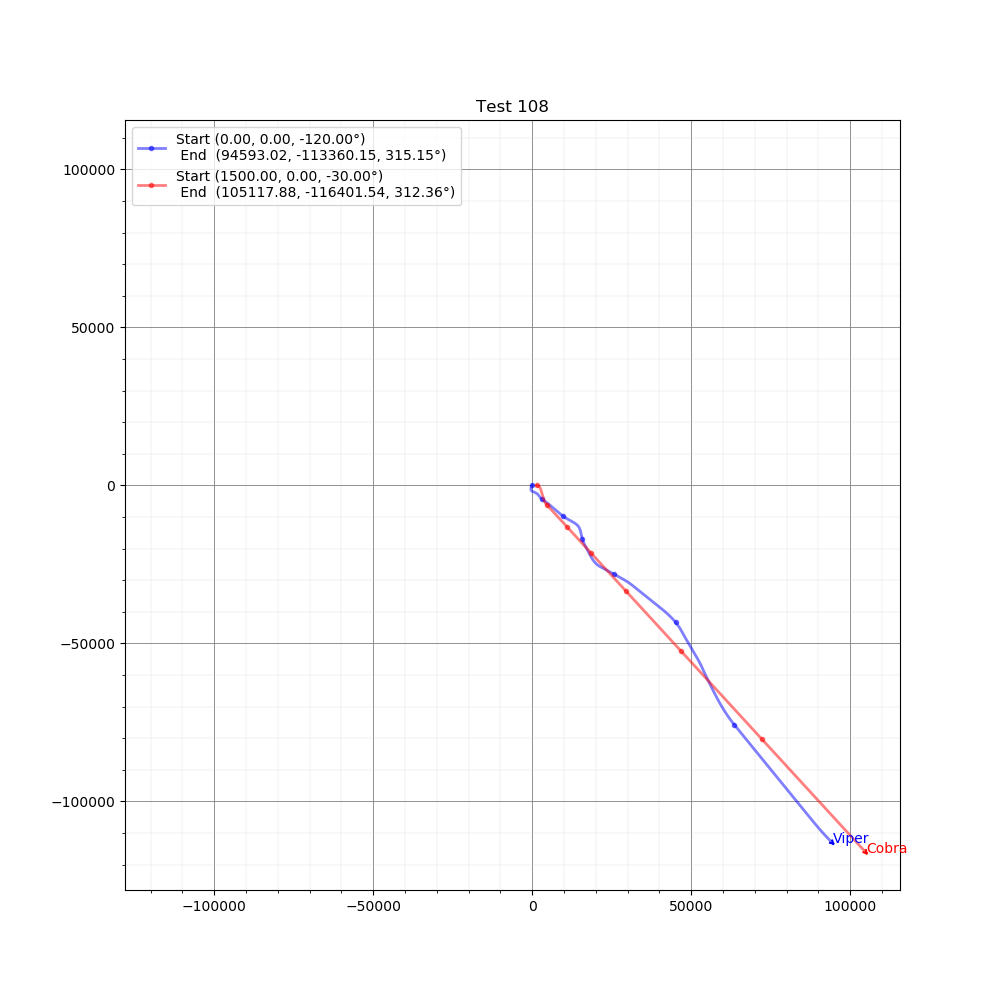 Test 108
Start (0.00, 0.00, -120.00°)
End (94593.02, -113360.15, 315.15°)
Start (1500.00, 0.00, -30.00°)
End (105117.88, -116401.54, 312.36°)
100000
50000
0
−50000
−100000
Viper
Cobra
−100000
−50000
0
50000
100000